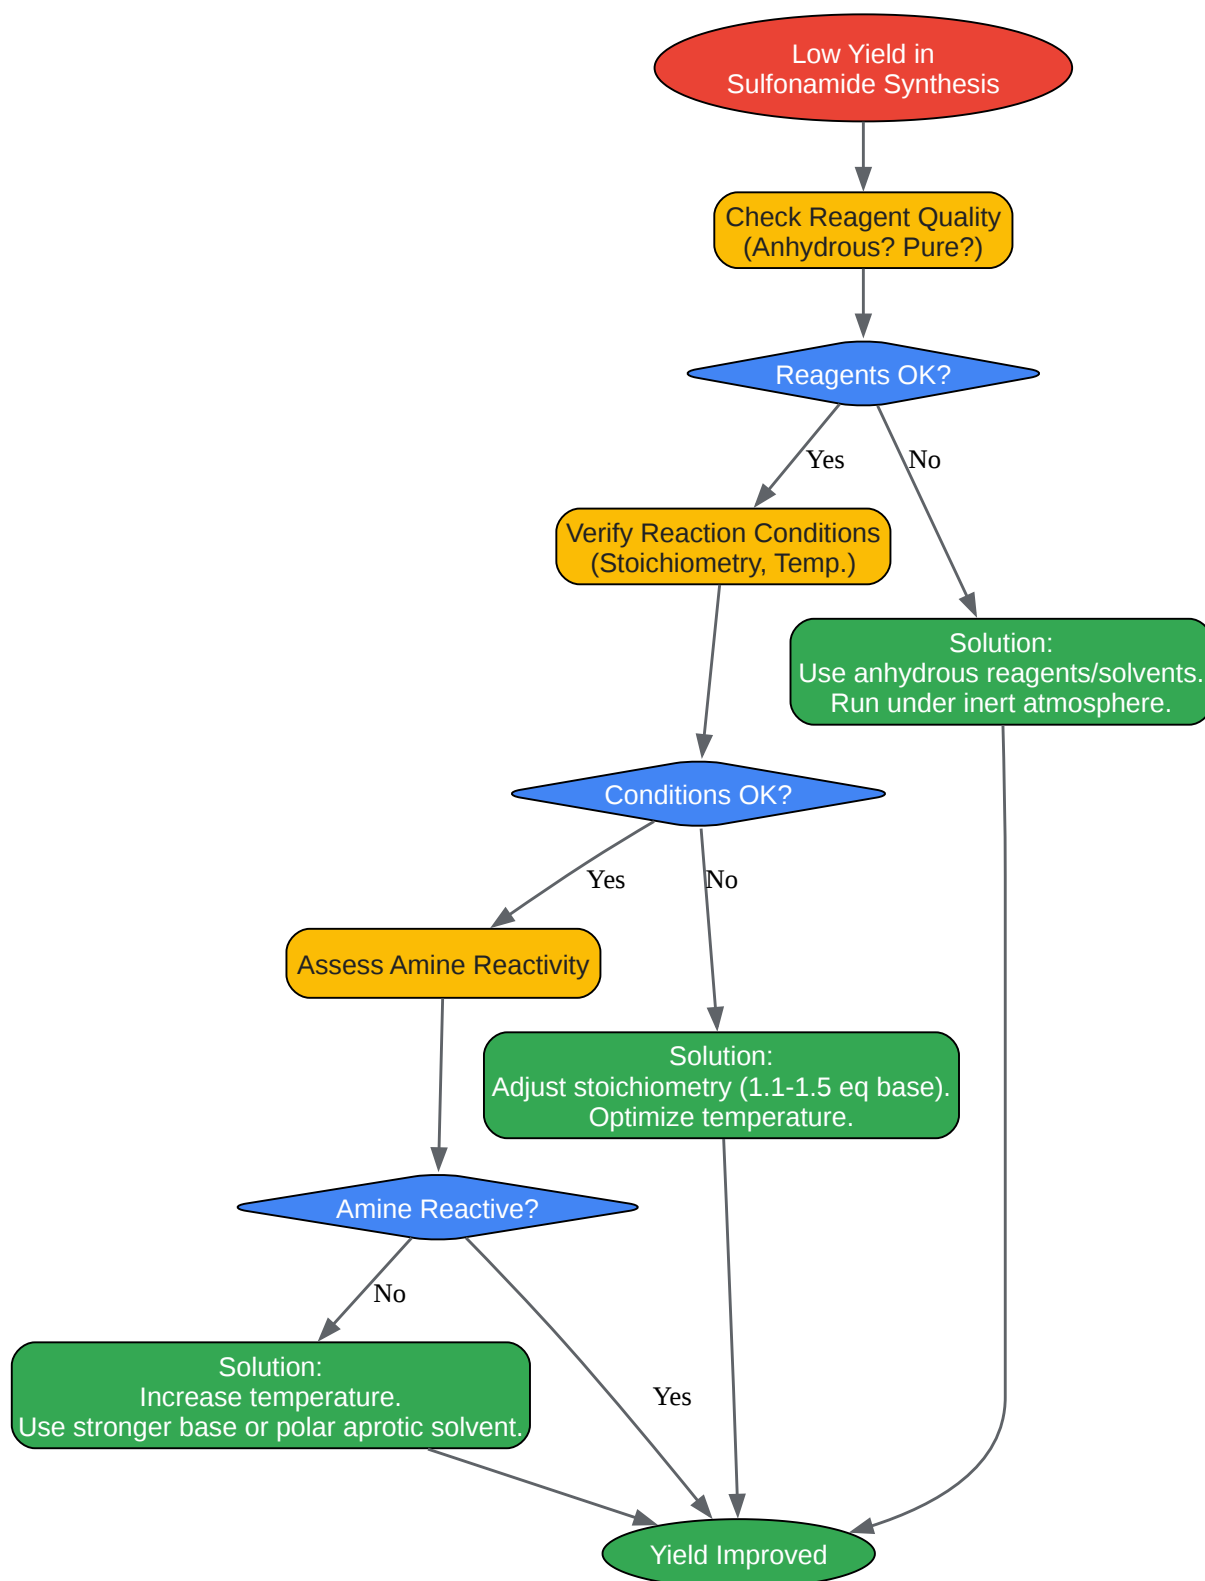 Low Yield in
Sulfonamide Synthesis
Check Reagent Quality
(Anhydrous? Pure?)
Reagents OK?
Yes
No
Verify Reaction Conditions
(Stoichiometry, Temp.)
Solution:
Use anhydrous reagents/solvents.
Run under inert atmosphere.
Conditions OK?
Yes
No
Assess Amine Reactivity
Solution:
Adjust stoichiometry (1.1-1.5 eq base).
Optimize temperature.
Amine Reactive?
No
Yes
Solution:
Increase temperature.
Use stronger base or polar aprotic solvent.
Yield Improved